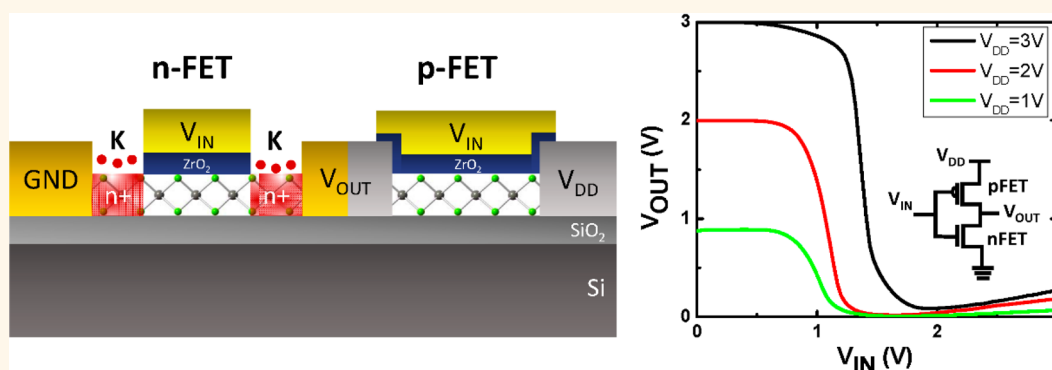 n-FET
p-FET
K
K
V_IN
V_IN
ZrO₂
ZrO₂
GND
n+
n+
V_OUT
V_DD
SiO₂
Si
3
2
1
0
V_OUT (V)
V_DD=3V
V_DD=2V
V_DD=1V
V_DD
pFET
V_IN
V_OUT
nFET
0
1
2
V_IN (V)